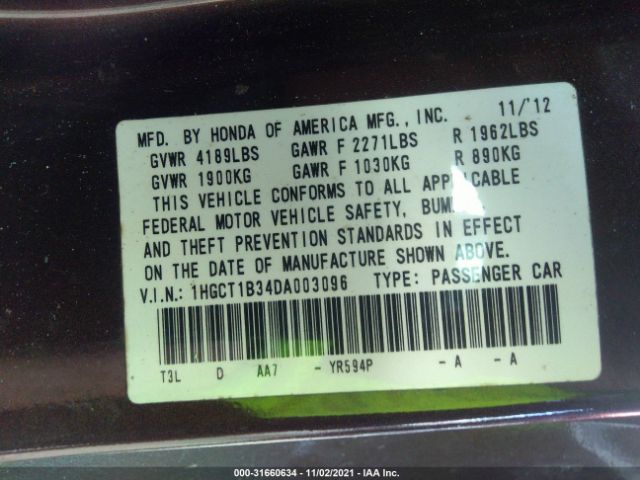 MFD. BY HONDA OF AMERICA MFG., INC. 11/'12
GVWR 4189LBS GAWR F 2271LBS R 1962LBS
GVWR 1900KG GAWR F 1030KG R 890KG
THIS VEHICLE CONFORMS TO ALL APPLICABLE
FEDERAL MOTOR VEHICLE SAFETY, BUM
AND THEFT PREVENTION STANDARDS IN EFFECT
ON THE DATE OF MANUFACTURE SHOWN ABOVE.
V.I.N.: 1HGCT1B34DA003096 TYPE: PASSENGER CAR
T3L D AA7 - YR594P - A - A
000-31660634 - 11/02/2021 - IAA Inc.